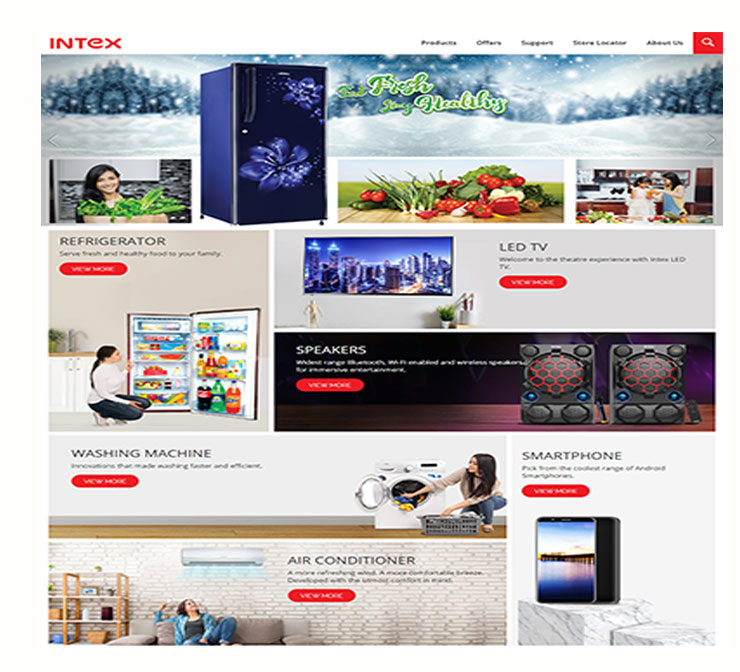 INTEX
Products Offers Support Store Locator About Us
Eat Fresh
Stay Healthy
REFRIGERATOR
Serve fresh and healthy food to your family.
VIEW MORE
LED TV
Welcome to the theatre experience with Intex LED
TV.
VIEW MORE
SPEAKERS
Widest range Bluetooth, Wi-Fi enabled and wireless speakers
for immersive entertainment.
VIEW MORE
WASHING MACHINE
Innovations that made washing faster and efficient.
VIEW MORE
SMARTPHONE
Pick from the coolest range of Android
Smartphones.
VIEW MORE
AIR CONDITIONER
A more refreshing wind. A more comfortable breeze.
Developed with the utmost comfort in mind.
VIEW MORE